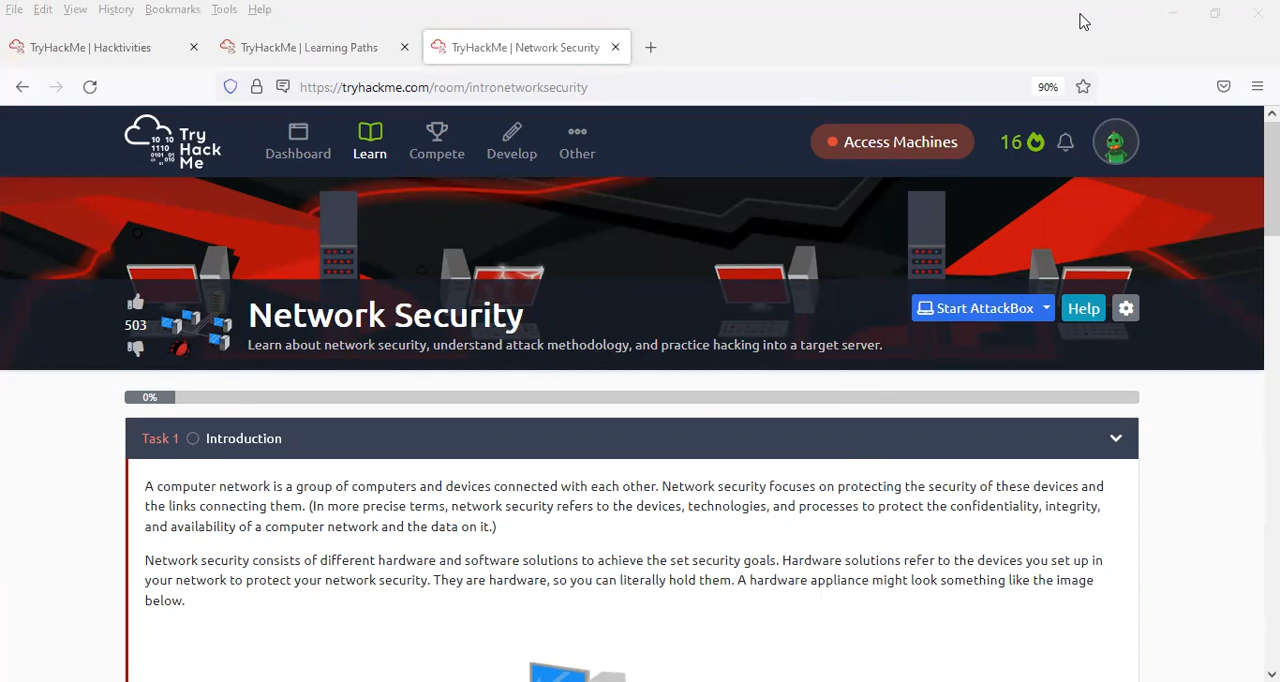 File Edit View History Bookmarks Tools Help
TryHackMe | Hacktivities
TryHackMe | Learning Paths
TryHackMe | Network Security
https://tryhackme.com/room/intronetworksecurity
90%
10 10
1110
0101 01
010
Try
Hack
Me
Dashboard
Learn
Compete
Develop
Other
Access Machines
16
503
Network Security
Learn about network security, understand attack methodology, and practice hacking into a target server.
Start AttackBox
Help
0%
Task 1 Introduction
A computer network is a group of computers and devices connected with each other. Network security focuses on protecting the security of these devices and
the links connecting them. (In more precise terms, network security refers to the devices, technologies, and processes to protect the confidentiality, integrity,
and availability of a computer network and the data on it.)
Network security consists of different hardware and software solutions to achieve the set security goals. Hardware solutions refer to the devices you set up in
your network to protect your network security. They are hardware, so you can literally hold them. A hardware appliance might look something like the image
below.